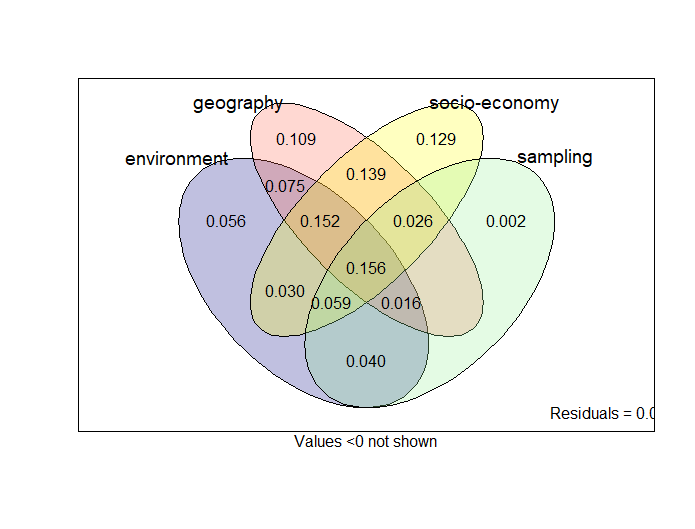 geography
socio-economy
environment
sampling
0.109
0.129
0.139
0.075
0.056
0.152
0.026
0.002
0.156
0.030
0.059
0.016
0.040
Residuals = 0.0
Values <0 not shown